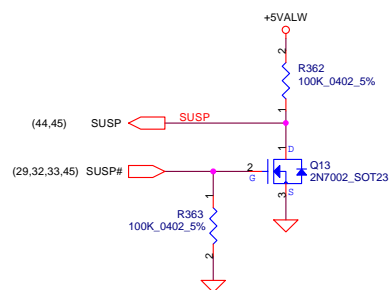 +5VALW
2
R362
100K_0402_5%
1
(44,45) SUSP SUSP
1 D
Q13
2N7002_SOT23
(29,32,33,45) SUSP# 2 G
3 S
1
R363
100K_0402_5%
2